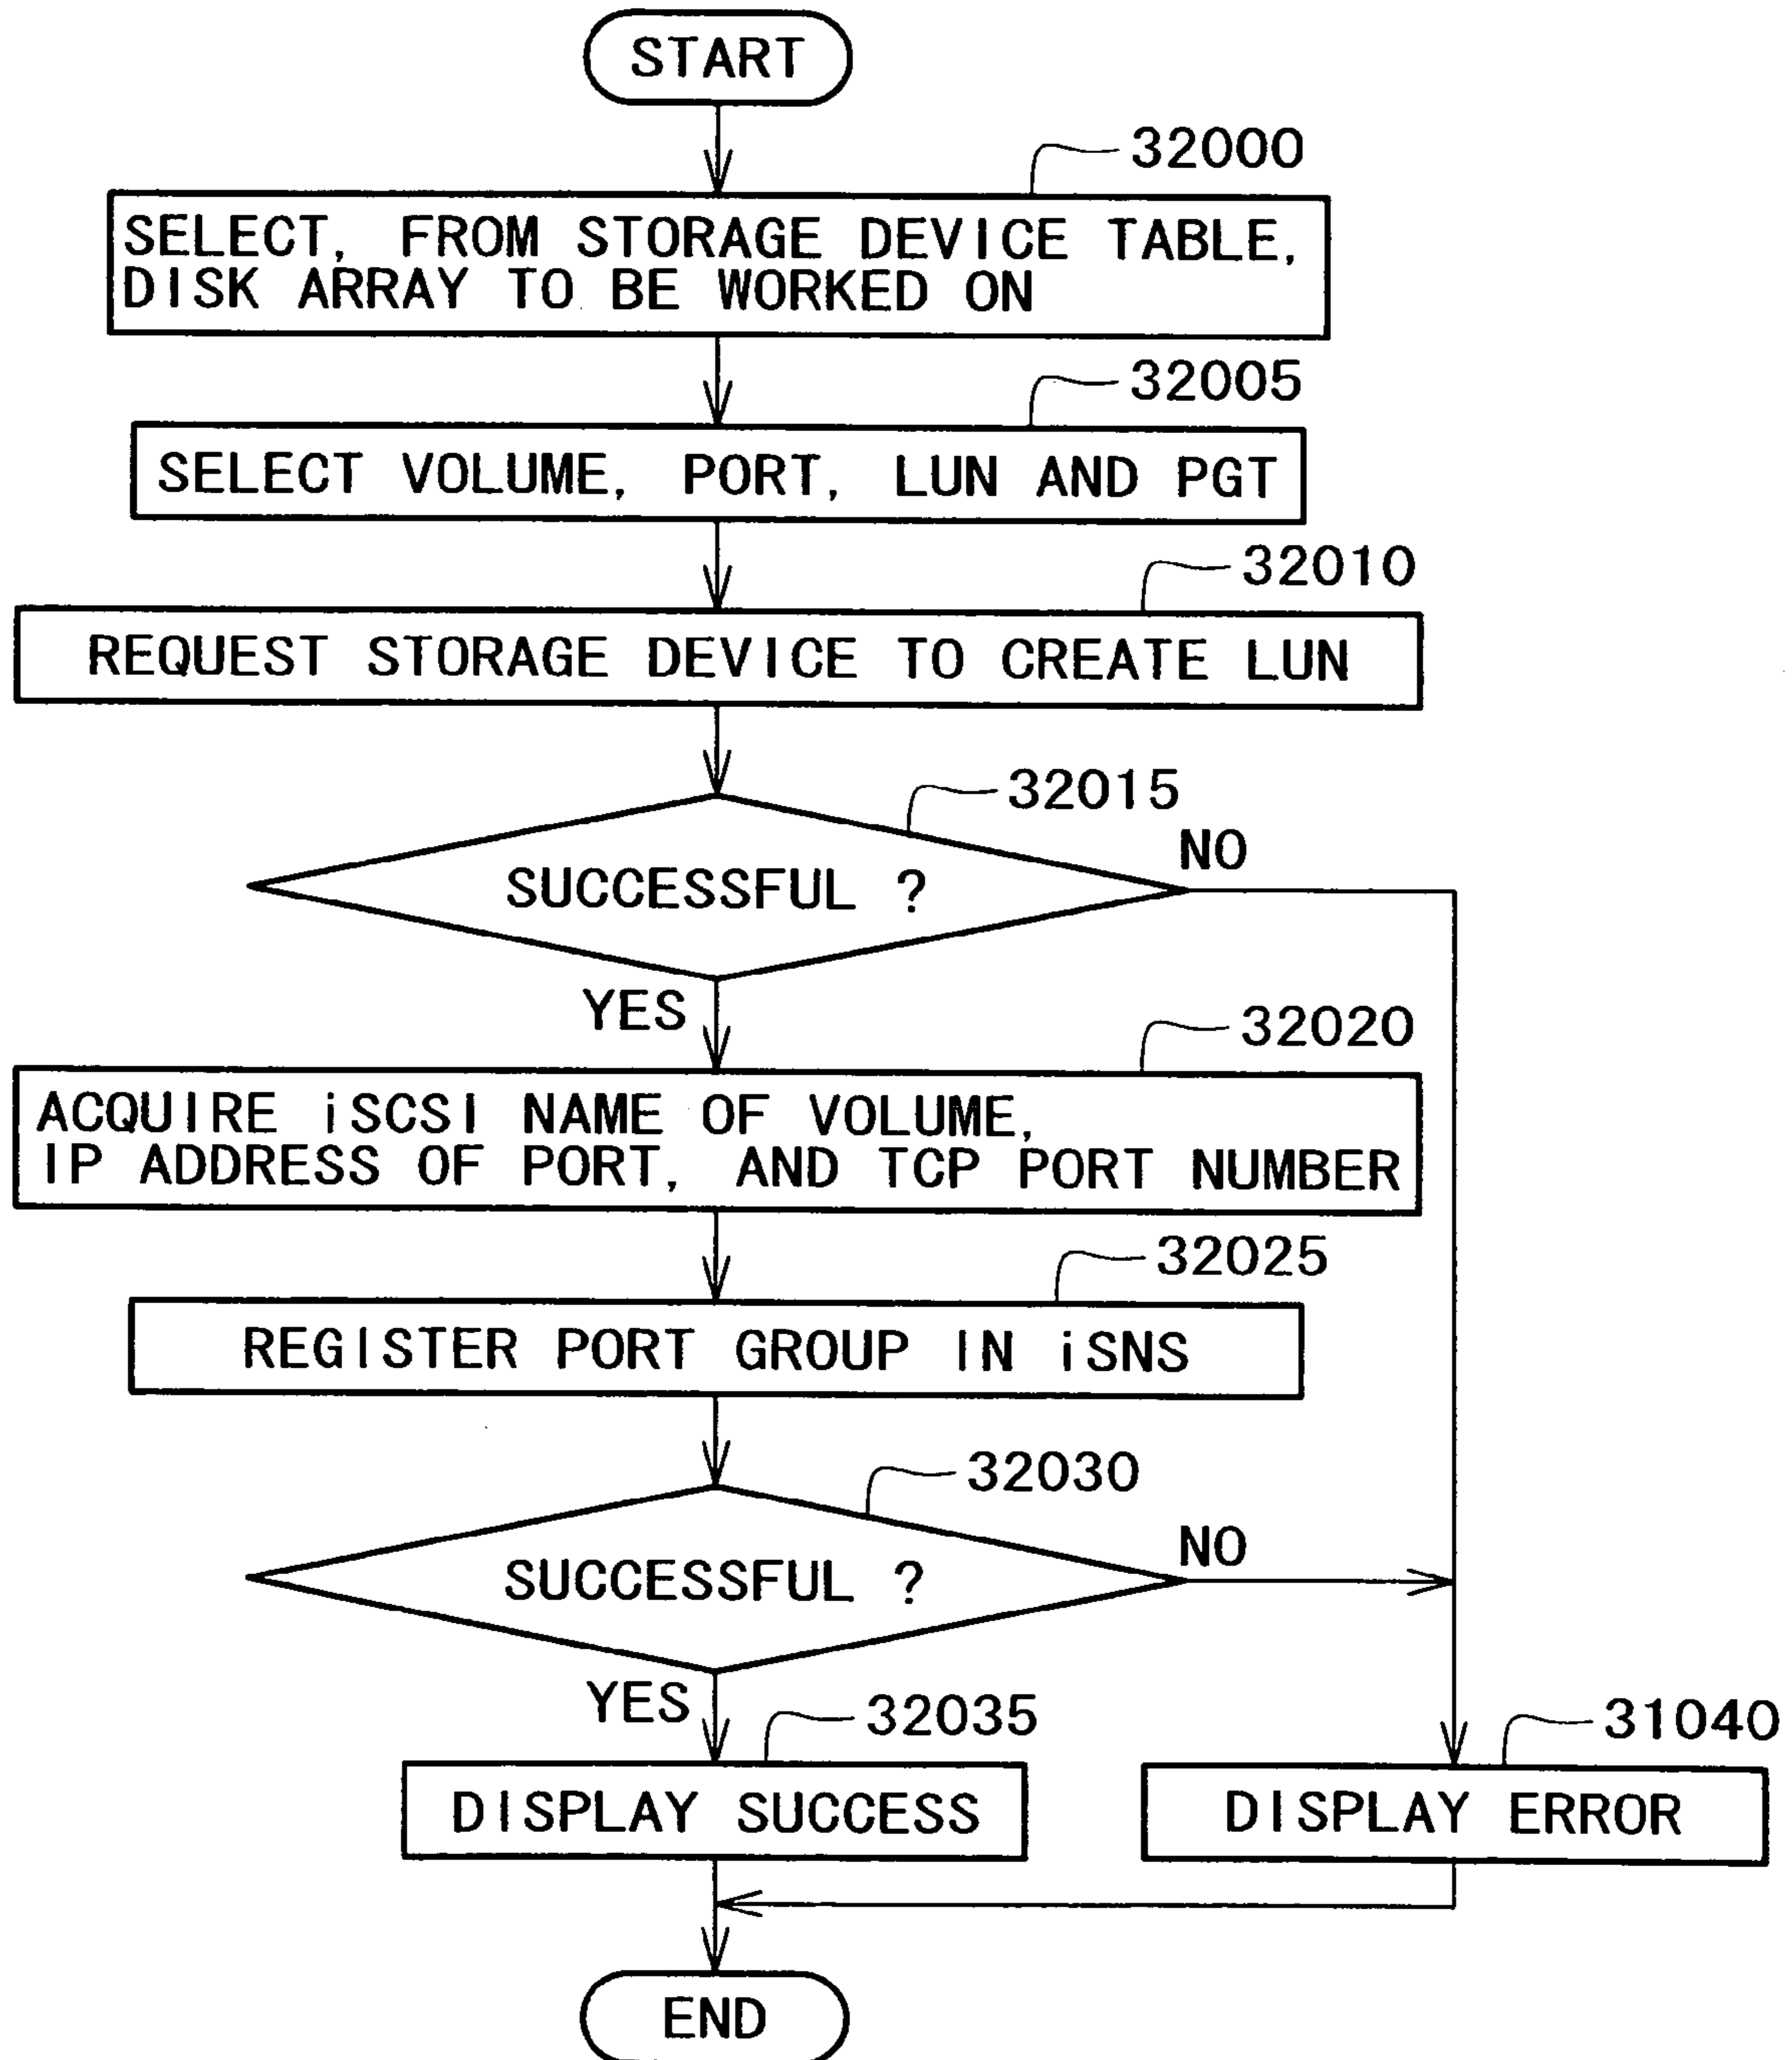 START
32000
SELECT, FROM STORAGE DEVICE TABLE,
DISK ARRAY TO BE WORKED ON
32005
SELECT VOLUME, PORT, LUN AND PGT
32010
REQUEST STORAGE DEVICE TO CREATE LUN
32015
SUCCESSFUL ?
NO
YES
32020
ACQUIRE iSCSI NAME OF VOLUME,
IP ADDRESS OF PORT, AND TCP PORT NUMBER
32025
REGISTER PORT GROUP IN iSNS
32030
SUCCESSFUL ?
NO
YES
32035
DISPLAY SUCCESS
31040
DISPLAY ERROR
END